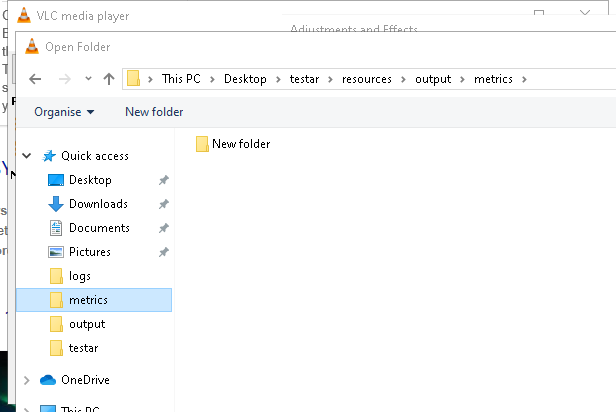 VLC media player
Adjustments and Effects
Open Folder
This PC > Desktop > testar > resources > output > metrics >
Organise New folder
New folder
Quick access
Desktop
Downloads
Documents
Pictures
logs
metrics
output
testar
OneDrive
This PC